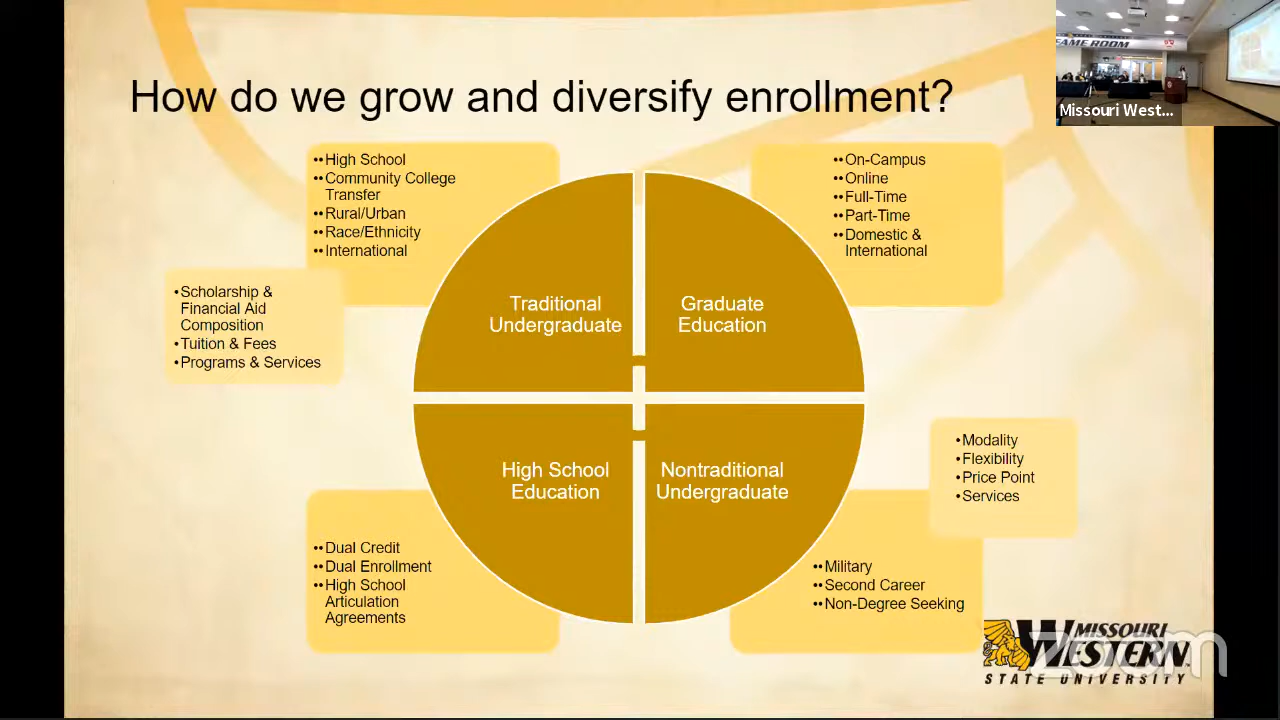 How do we grow and diversify enrollment?
FAME ROOM
Missouri West...
••High School
••Community College
Transfer
••Rural/Urban
••Race/Ethnicity
••International
••On-Campus
••Online
••Full-Time
••Part-Time
••Domestic &
International
•Scholarship &
Financial Aid
Composition
•Tuition & Fees
•Programs & Services
Traditional
Undergraduate
Graduate
Education
High School
Education
Nontraditional
Undergraduate
•Modality
•Flexibility
•Price Point
•Services
••Dual Credit
••Dual Enrollment
••High School
Articulation
Agreements
••Military
••Second Career
••Non-Degree Seeking
MISSOURI
WESTERN
STATE UNIVERSITY
zoom